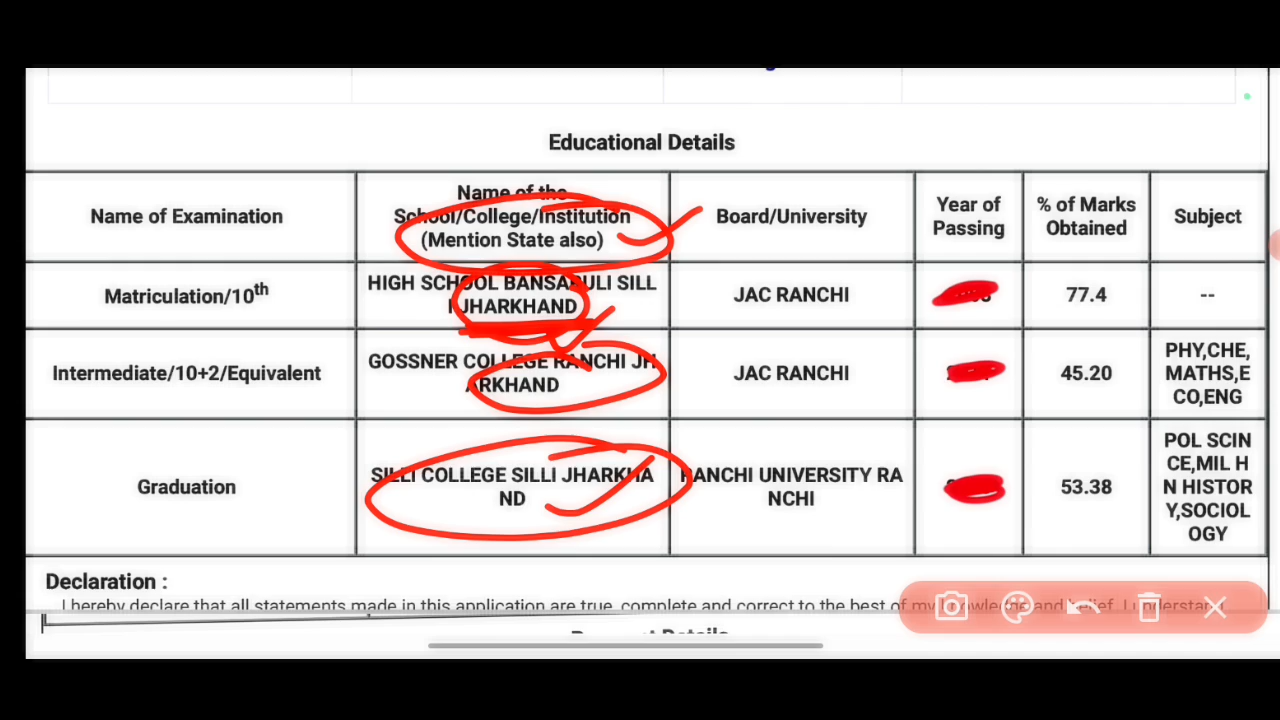 Educational Details
Name of Examination
Name of the
School/College/Institution
(Mention State also)
Board/University
Year of
Passing
% of Marks
Obtained
Subject
Matriculation/10th
HIGH SCHOOL BANSARULI SILL
I JHARKHAND
JAC RANCHI
77.4
--
Intermediate/10+2/Equivalent
GOSSNER COLLEGE RANCHI JH
ARKHAND
JAC RANCHI
45.20
PHY,CHE,
MATHS,E
CO,ENG
Graduation
SILLI COLLEGE SILLI JHARKHA
ND
RANCHI UNIVERSITY RA
NCHI
53.38
POL SCIN
CE,MIL H
N HISTOR
Y,SOCIOL
OGY
Declaration :
I hereby declare that all statements made in this application are true, complete and correct to the best of my knowledge and belief. I understand